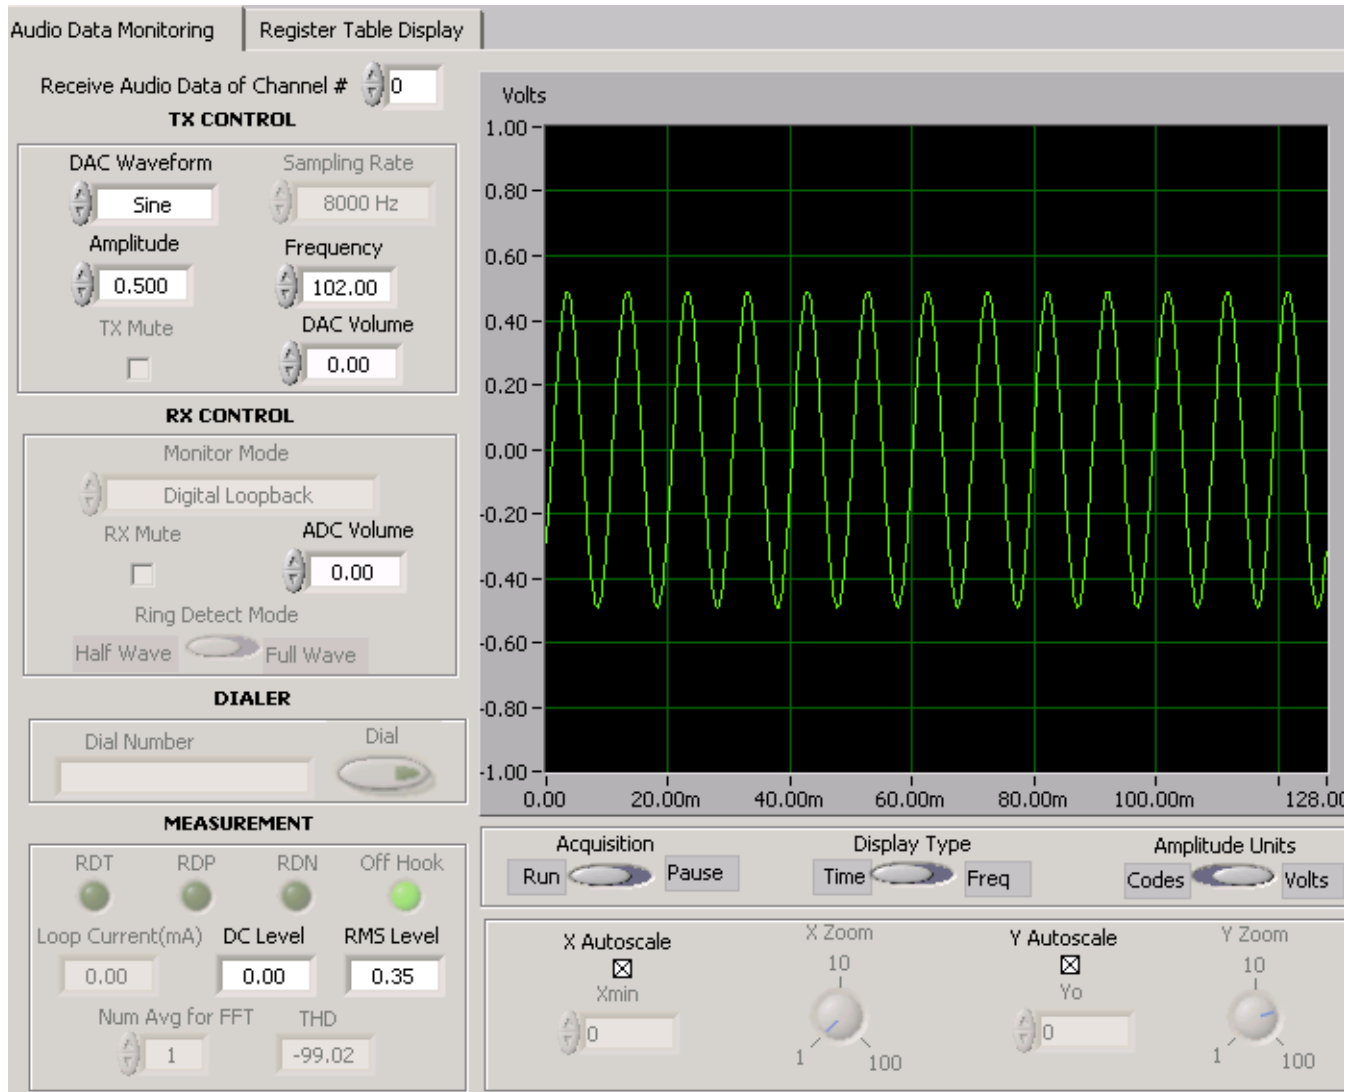 Audio Data Monitoring
Register Table Display
Receive Audio Data of Channel # 0
TX CONTROL
DAC Waveform
Sampling Rate
Sine
8000 Hz
Amplitude
Frequency
0.500
102.00
TX Mute
DAC Volume
0.00
RX CONTROL
Monitor Mode
Digital Loopback
RX Mute
ADC Volume
0.00
Ring Detect Mode
Half Wave
Full Wave
DIALER
Dial Number
Dial
MEASUREMENT
RDT
RDP
RDN
Off Hook
Loop Current(mA)
DC Level
RMS Level
0.00
0.00
0.35
Num Avg for FFT
THD
1
-99.02
Volts
1.00
0.80
0.60
0.40
0.20
0.00
-0.20
-0.40
-0.60
-0.80
-1.00
0.00
20.00m
40.00m
60.00m
80.00m
100.00m
128.00
Acquisition
Run
Pause
Display Type
Time
Freq
Amplitude Units
Codes
Volts
X Autoscale
Xmin
0
X Zoom
10
1
100
Y Autoscale
Yo
0
Y Zoom
10
1
100